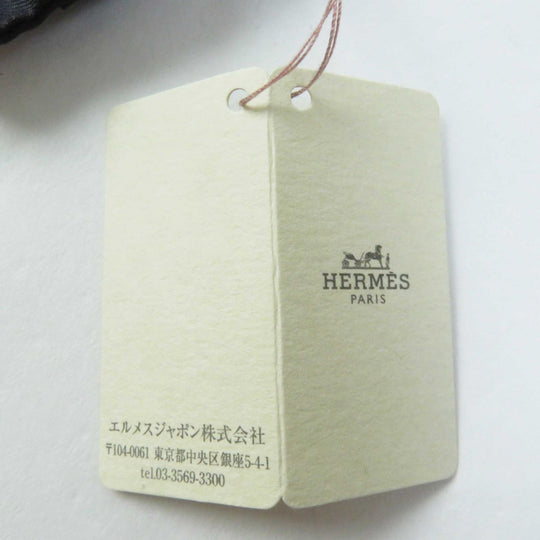 エルメスジャポン株式会社
〒104-0061 東京都中央区銀座5-4-1
tel.03-3569-3300
HERMÈS
PARIS